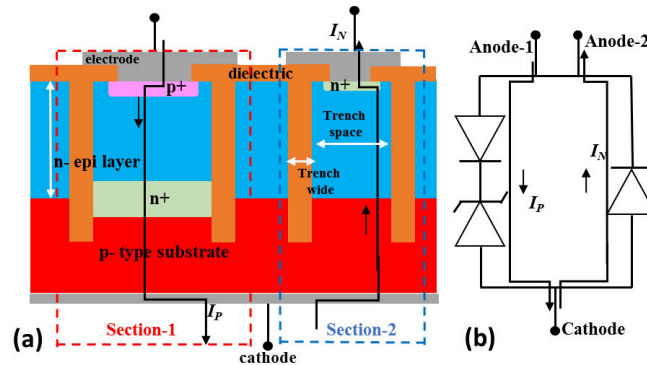 I_N
electrode
dielectric
p+
n+
Trench
space
n- epi layer
Trench
wide
n+
p- type substrate
I_P
(a)
Section-1
Section-2
cathode
Anode-1
Anode-2
I_N
I_P
(b)
Cathode